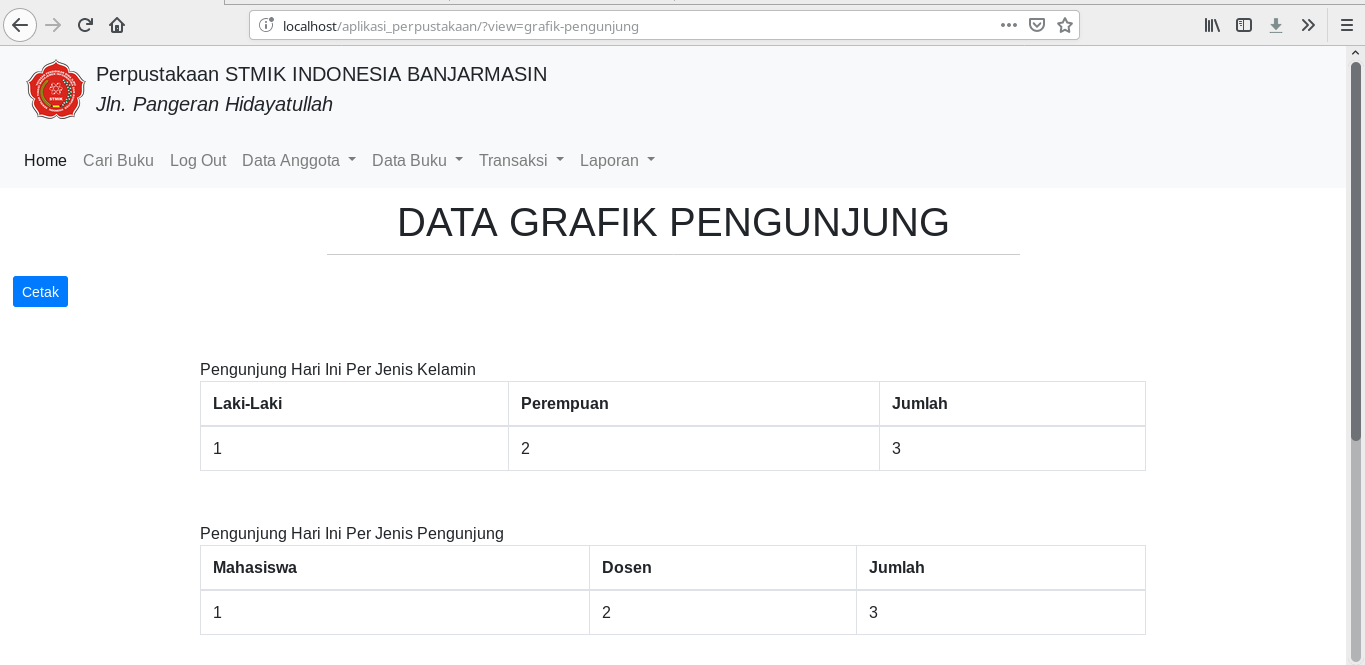 localhost/aplikasi_perpustakaan/?view=grafik-pengunjung
Perpustakaan STMIK INDONESIA BANJARMASIN
Jln. Pangeran Hidayatullah
Home Cari Buku Log Out Data Anggota Data Buku Transaksi Laporan
DATA GRAFIK PENGUNJUNG
Cetak
Pengunjung Hari Ini Per Jenis Kelamin
Laki-Laki Perempuan Jumlah
1 2 3
Pengunjung Hari Ini Per Jenis Pengunjung
Mahasiswa Dosen Jumlah
1 2 3